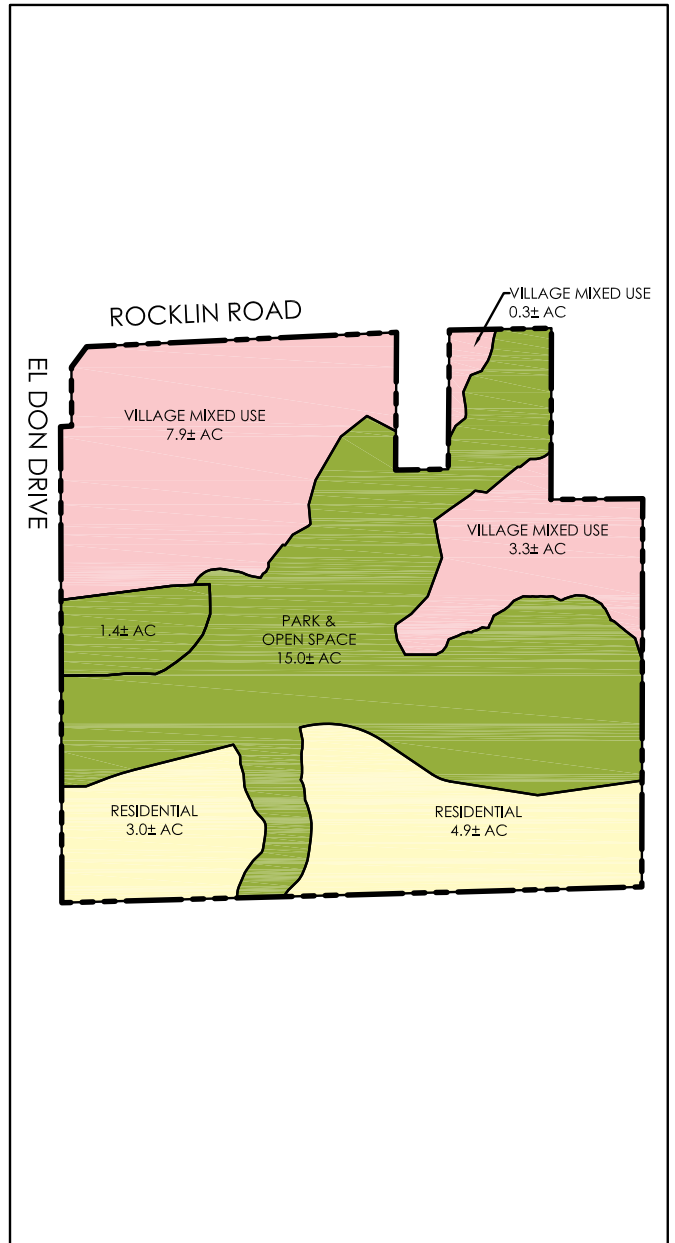 VILLAGE MIXED USE
0.3± AC
ROCKLIN ROAD
EL DON DRIVE
VILLAGE MIXED USE
7.9± AC
VILLAGE MIXED USE
3.3± AC
1.4± AC
PARK &
OPEN SPACE
15.0± AC
RESIDENTIAL
3.0± AC
RESIDENTIAL
4.9± AC